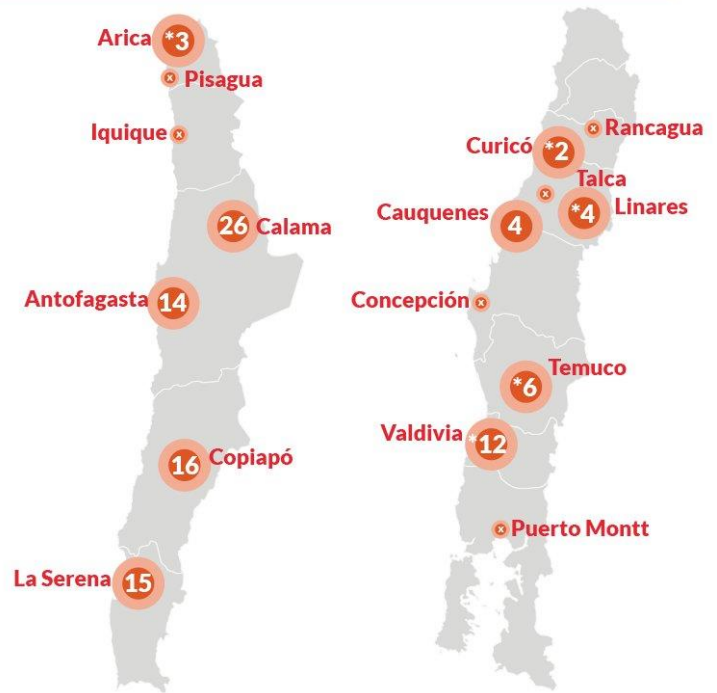 Arica
*3
x
Pisagua
Iquique
x
26
Calama
Antofagasta
14
16
Copiapó
La Serena
15
x
Rancagua
Curicó
*2
Talca
x
Cauquenes
4
*4
Linares
Concepción
x
Temuco
*6
Valdivia
*12
x
Puerto Montt